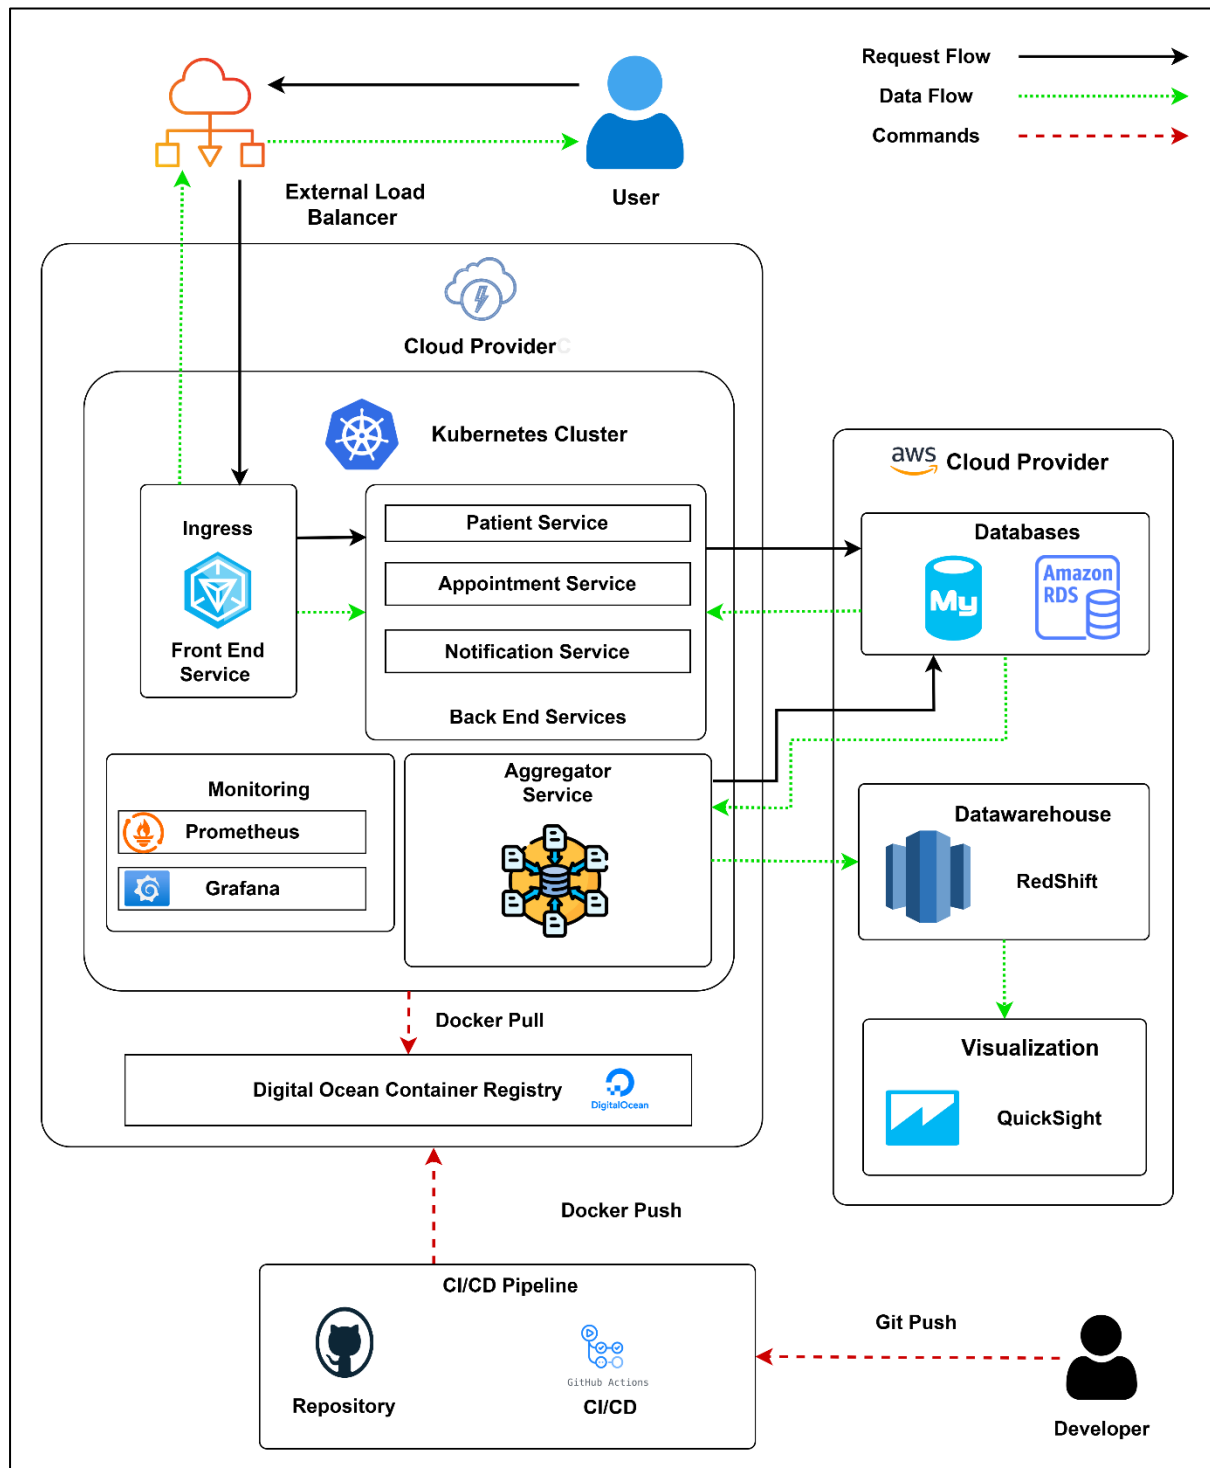 Request Flow
Data Flow
Commands
External Load
Balancer
User
Cloud Provider
Kubernetes Cluster
Ingress
Front End
Service
Patient Service
Appointment Service
Notification Service
Back End Services
aws Cloud Provider
Databases
My
Amazon
RDS
Monitoring
Prometheus
Grafana
Aggregator
Service
Datawarehouse
RedShift
Docker Pull
Digital Ocean Container Registry
DigitalOcean
Visualization
QuickSight
Docker Push
CI/CD Pipeline
Repository
GitHub Actions
CI/CD
Git Push
Developer